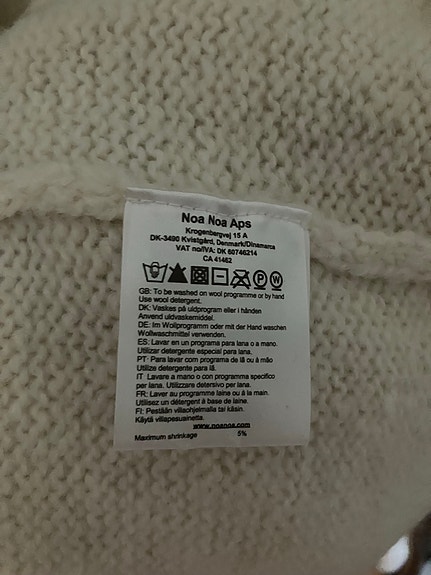 Noa Noa Aps
Krogenbergvej 15 A
DK-3490 Kvistgård, Denmark/Dinamarca
VAT no/IVA: DK 60746214
CA 41462
P W
GB: To be washed on wool programme or by hand
Use wool detergent.
DK: Vaskes på uldprogram eller i hånden
Anvend uldvaskemiddel.
DE: Im Wollprogramm oder mit der Hand waschen
Wollwaschmittel verwenden.
ES: Lavar en un programa para lana o a mano.
Utilizar detergente especial para lana.
PT: Para lavar com programa de lã ou à mão
Utilize detergente para lã.
IT Lavare a mano o con programma specifico
per lana. Utilizzare detersivo per lana.
FR: Laver au programme laine ou à la main.
Utilisez un détergent à base de laine.
FI: Pestään villaohjelmalla tai käsin.
Käytä villapesuainetta.
www.noanoa.com
Maximum shrinkage 5%